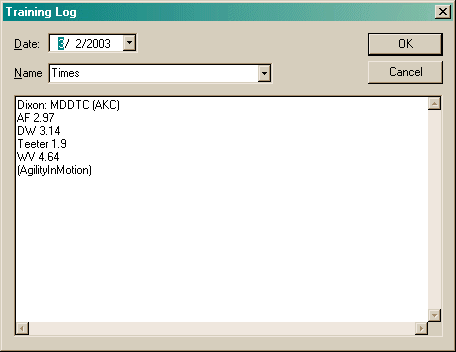 Training Log
Date: 3/ 2/2003
OK
Name Times
Cancel
Dixon: MDDTC (AKC)
AF 2.97
DW 3.14
Teeter 1.9
WV 4.64
(AgilityInMotion)